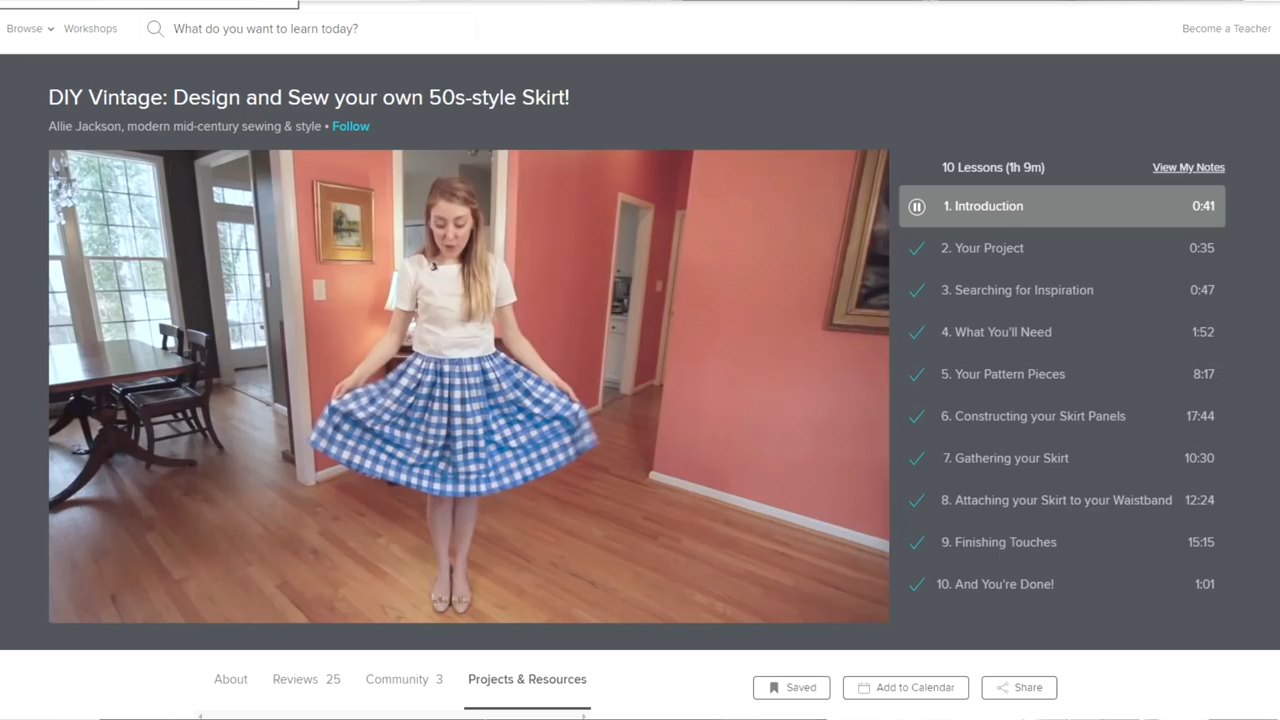 Browse Workshops What do you want to learn today? Become a Teacher
DIY Vintage: Design and Sew your own 50s-style Skirt!
Allie Jackson, modern mid-century sewing & style • Follow
10 Lessons (1h 9m) View My Notes
1. Introduction 0:41
2. Your Project 0:35
3. Searching for Inspiration 0:47
4. What You'll Need 1:52
5. Your Pattern Pieces 8:17
6. Constructing your Skirt Panels 17:44
7. Gathering your Skirt 10:30
8. Attaching your Skirt to your Waistband 12:24
9. Finishing Touches 15:15
10. And You're Done! 1:01
About Reviews 25 Community 3 Projects & Resources Saved Add to Calendar Share